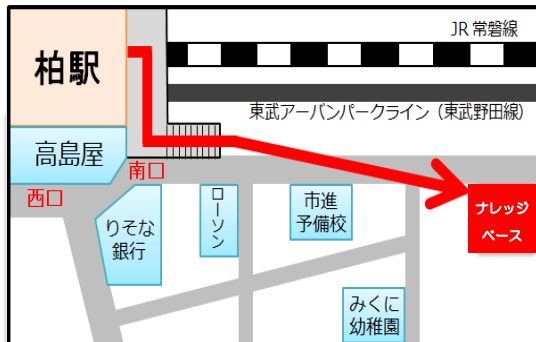 JR 常磐線
柏駅
東武アーバンパークライン（東武野田線）
高島屋
南口
西口
りそな
銀行
ローソン
市進
予備校
ナレッジ
ベース
みくに
幼稚園